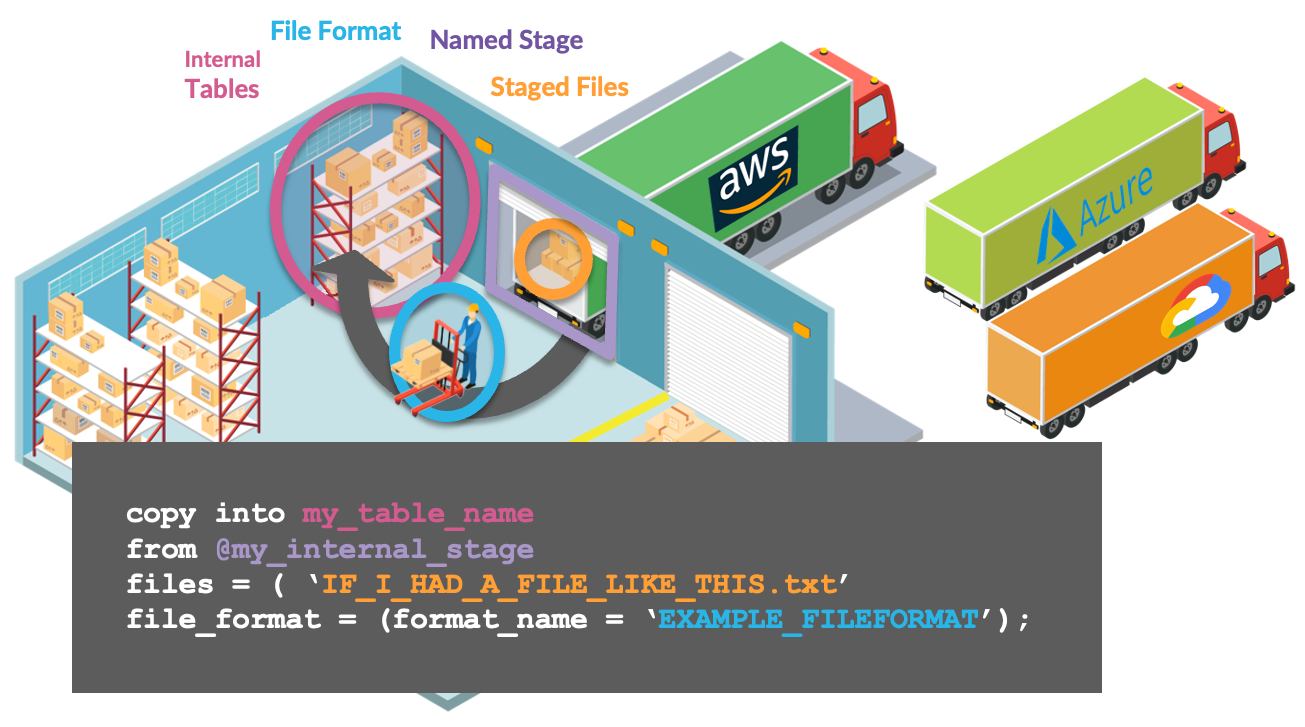 File Format
Named Stage
Internal
Tables
Staged Files
aws
Azure
copy into my_table_name
from @my_internal_stage
files = ( ‘IF_I_HAD_A_FILE_LIKE_THIS.txt’
file_format = (format_name = ‘EXAMPLE_FILEFORMAT’);